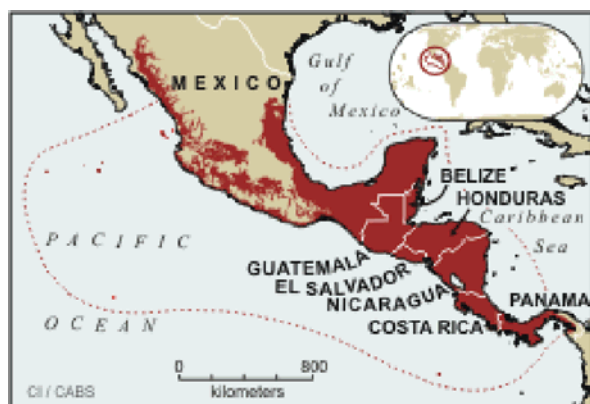 MEXICO
Gulf
of
Mexico
BELIZE
HONDURAS
Caribbean
Sea
PACIFIC
OCEAN
GUATEMALA
EL SALVADOR
NICARAGUA
COSTA RICA
PANAMA
0 800
kilometers
CI / CABS